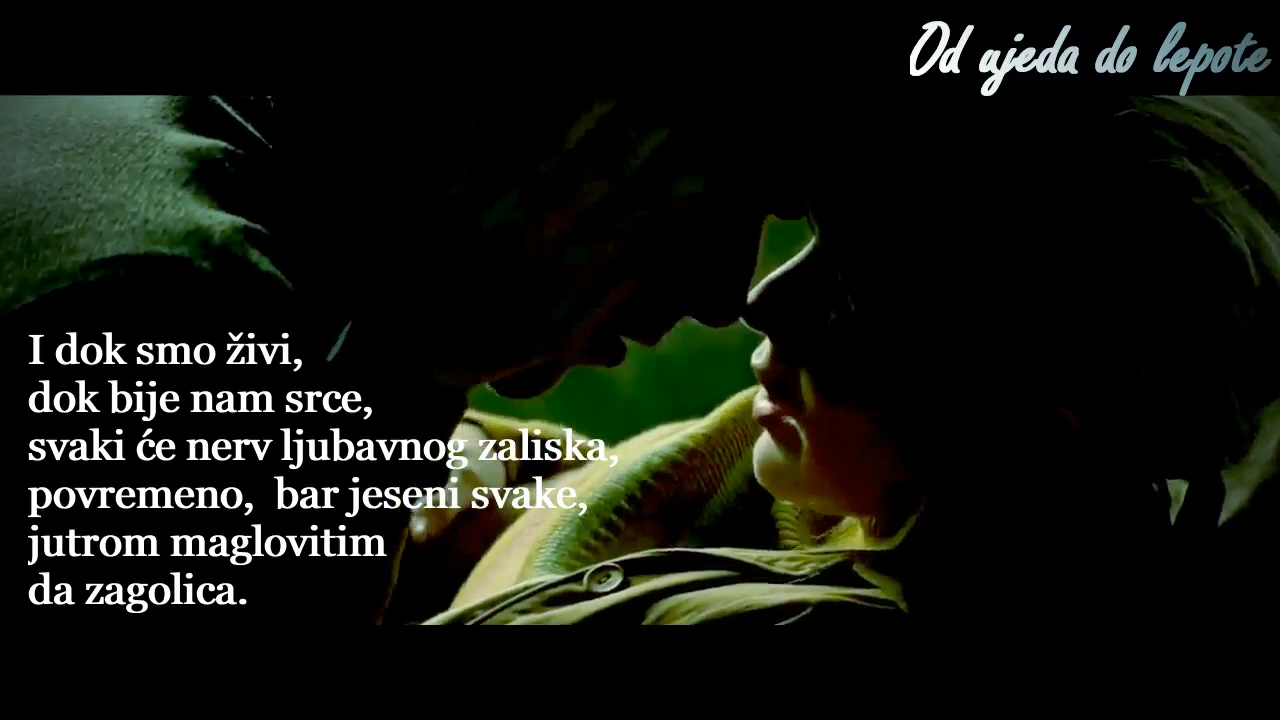 Od ujeda do lepote
I dok smo živi,
dok bije nam srce,
svaki će nerv ljubavnog zaliska,
povremeno,  bar jeseni svake,
jutrom maglovitim
da zagolica.